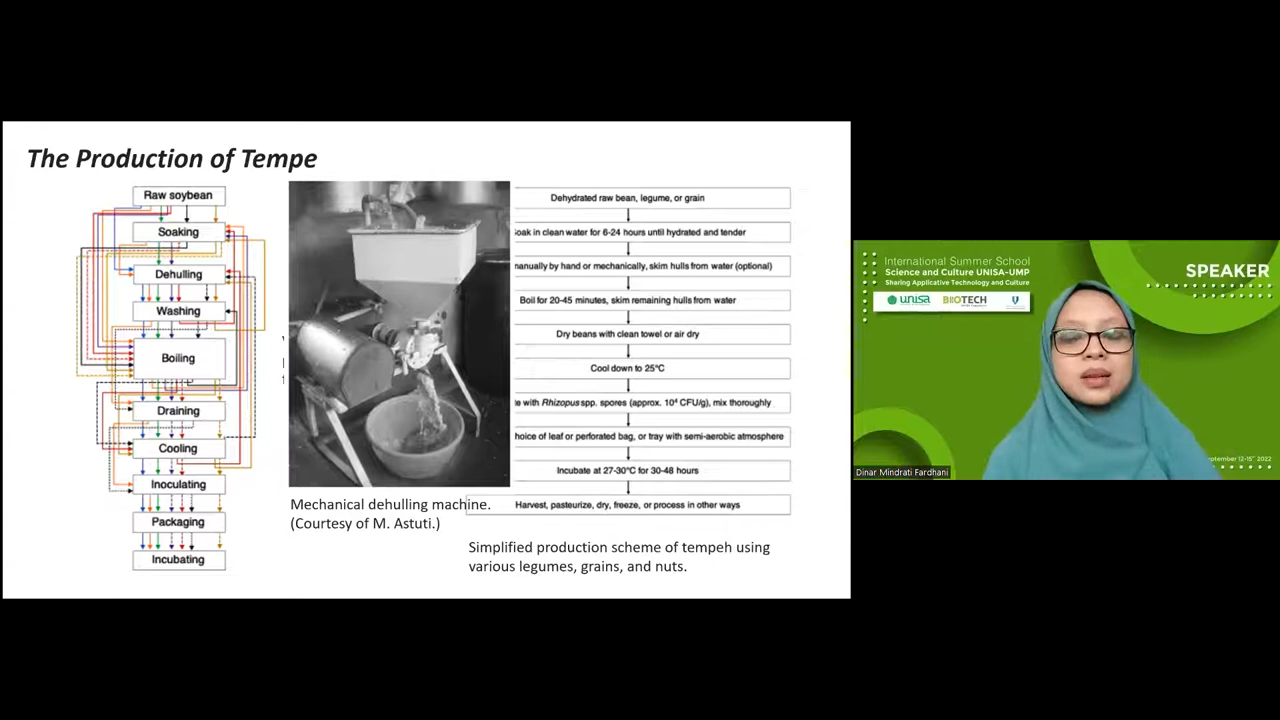 The Production of Tempe
Raw soybean
Soaking
Dehulling
Washing
Boiling
Draining
Cooling
Inoculating
Packaging
Incubating
Mechanical dehulling machine.
(Courtesy of M. Astuti.)
Dehydrated raw bean, legume, or grain
in clean water for 6-24 hours until hydrated and tender
manually by hand or mechanically, skim hulls from water (optional)
Boil for 20-45 minutes, skim remaining hulls from water
Dry beans with clean towel or air dry
Cool down to 25°C
with Rhizopus spp. spores (approx. 10⁴ CFU/g), mix thoroughly
of leaf or perforated bag, or tray with semi-aerobic atmosphere
Incubate at 27-30°C for 30-48 hours
Harvest, pasteurize, dry, freeze, or process in other ways
Simplified production scheme of tempeh using
various legumes, grains, and nuts.
International Summer School
Science and Culture UNISA-UMP
Sharing Applicative Technology and Culture
unisa
BIOTECH
SPEAKER
September 12-15th, 2022
Dinar Mindrati Fardhani